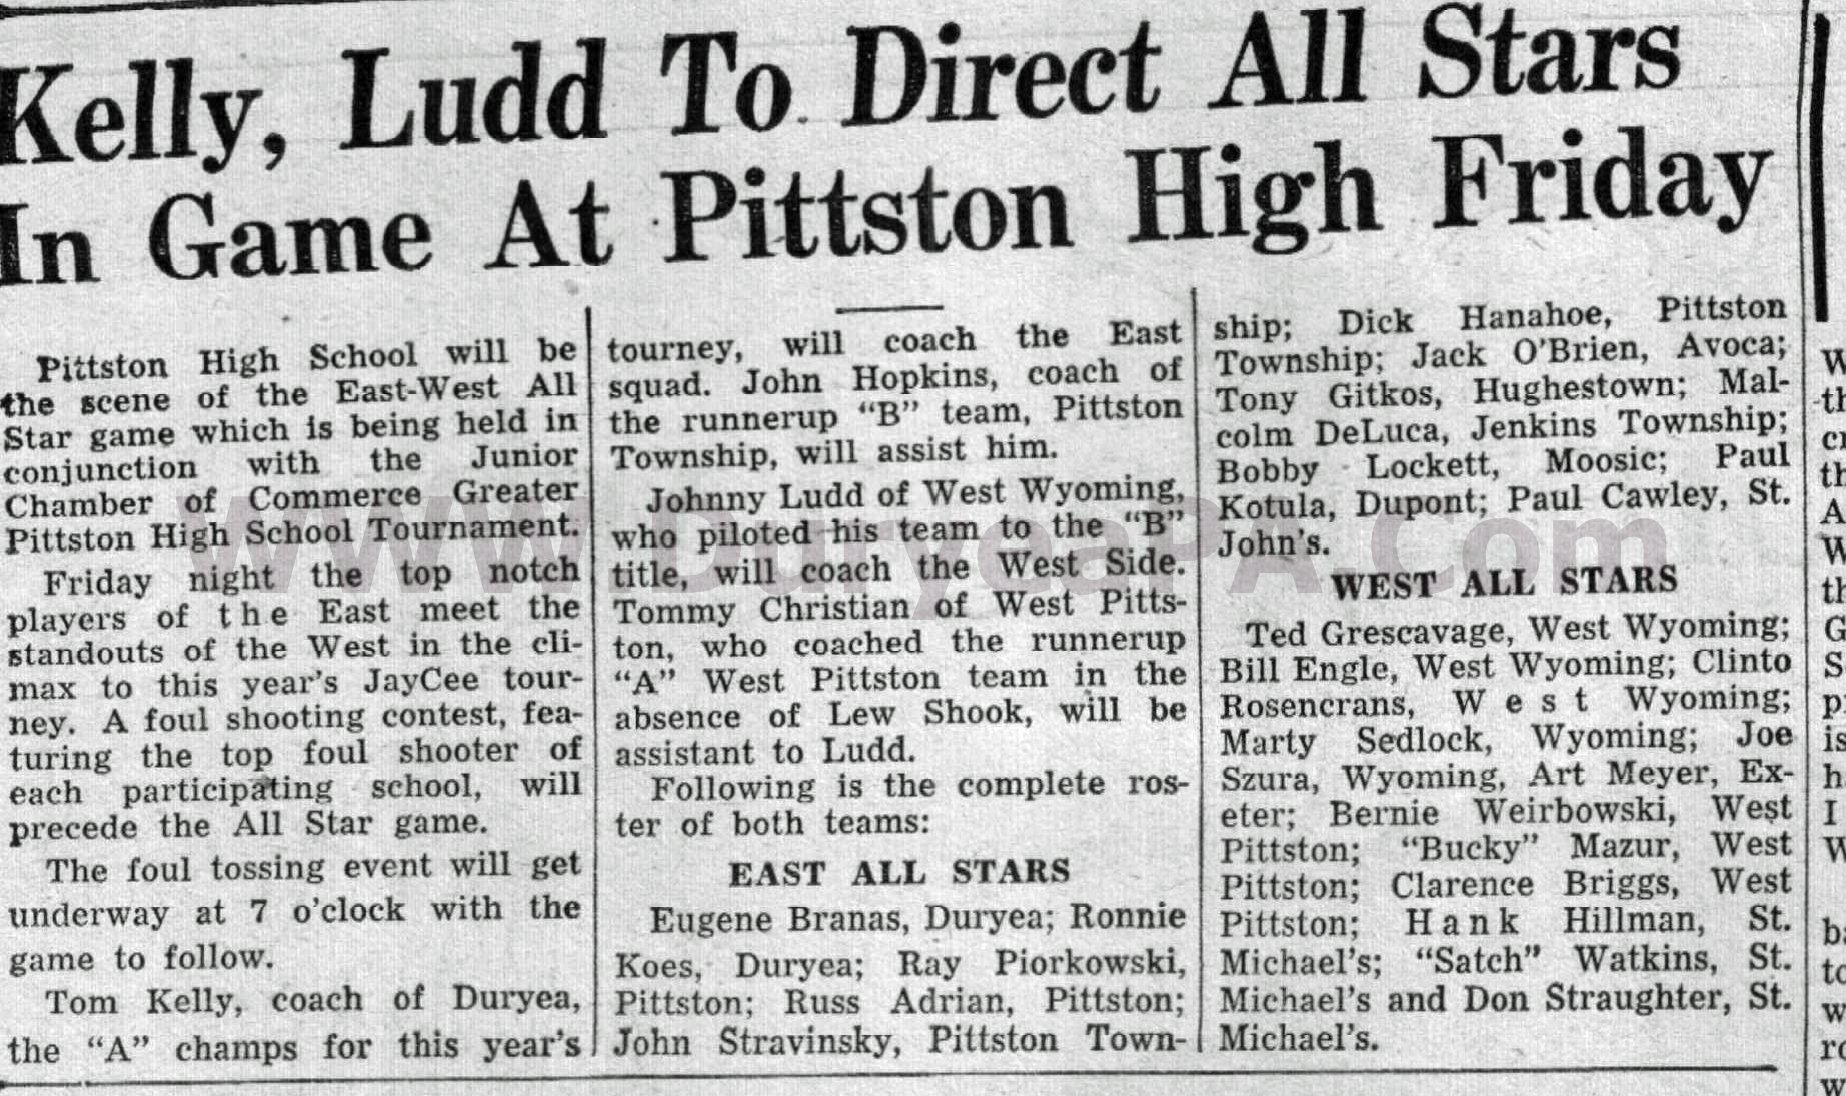 Kelly, Ludd To Direct All Stars
In Game At Pittston High Friday
Pittston High School will be
the scene of the East-West All
Star game which is being held in
conjunction with the Junior
Chamber of Commerce Greater
Pittston High School Tournament.
Friday night the top notch
players of the East meet the
standouts of the West in the cli-
max to this year's JayCee tour-
ney. A foul shooting contest, fea-
turing the top foul shooter of
each participating school, will
precede the All Star game.
The foul tossing event will get
underway at 7 o'clock with the
game to follow.
Tom Kelly, coach of Duryea,
the "A" champs for this year's
tourney, will coach the East
squad. John Hopkins, coach of
the runnerup "B" team, Pittston
Township, will assist him.
Johnny Ludd of West Wyoming,
who piloted his team to the "B"
title, will coach the West Side.
Tommy Christian of West Pitts-
ton, who coached the runnerup
"A" West Pittston team in the
absence of Lew Shook, will be
assistant to Ludd.
Following is the complete ros-
ter of both teams:
EAST ALL STARS
Eugene Branas, Duryea; Ronnie
Koes, Duryea; Ray Piorkowski,
Pittston; Russ Adrian, Pittston;
John Stravinsky, Pittston Town-
ship; Dick Hanahoe, Pittston
Township; Jack O'Brien, Avoca;
Tony Gitkos, Hughestown; Mal-
colm DeLuca, Jenkins Township;
Bobby Lockett, Moosic; Paul
Kotula, Dupont; Paul Cawley, St.
John's.
WEST ALL STARS
Ted Grescavage, West Wyoming;
Bill Engle, West Wyoming; Clinto
Rosencrans, West Wyoming;
Marty Sedlock, Wyoming; Joe
Szura, Wyoming, Art Meyer, Ex-
eter; Bernie Weirbowski, West
Pittston; "Bucky" Mazur, West
Pittston; Clarence Briggs, West
Pittston; Hank Hillman, St.
Michael's; "Satch" Watkins, St.
Michael's and Don Straughter, St.
Michael's.
www.DuryeaPA.Com